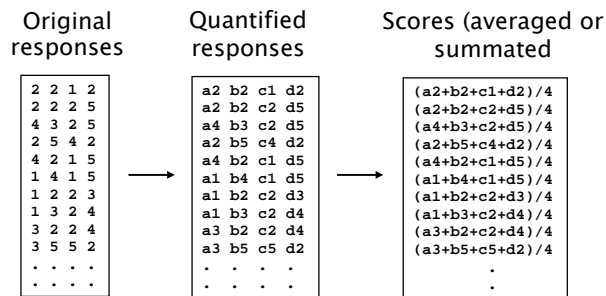 Original
responses
Quantified
responses
Scores (averaged or
summated
2 2 1 2
2 2 2 5
4 3 2 5
2 5 4 2
4 2 1 5
1 4 1 5
1 2 2 3
1 3 2 4
3 2 2 4
3 5 5 2
. . . .
. . . .
a2 b2 c1 d2
a2 b2 c2 d5
a4 b3 c2 d5
a2 b5 c4 d2
a4 b2 c1 d5
a1 b4 c1 d5
a1 b2 c2 d3
a1 b3 c2 d4
a3 b2 c2 d4
a3 b5 c5 d2
. . . .
. . . .
(a2+b2+c1+d2)/4
(a2+b2+c2+d5)/4
(a4+b3+c2+d5)/4
(a2+b5+c4+d2)/4
(a4+b2+c1+d5)/4
(a1+b4+c1+d5)/4
(a1+b2+c2+d3)/4
(a1+b3+c2+d4)/4
(a3+b2+c2+d4)/4
(a3+b5+c5+d2)/4
.
.